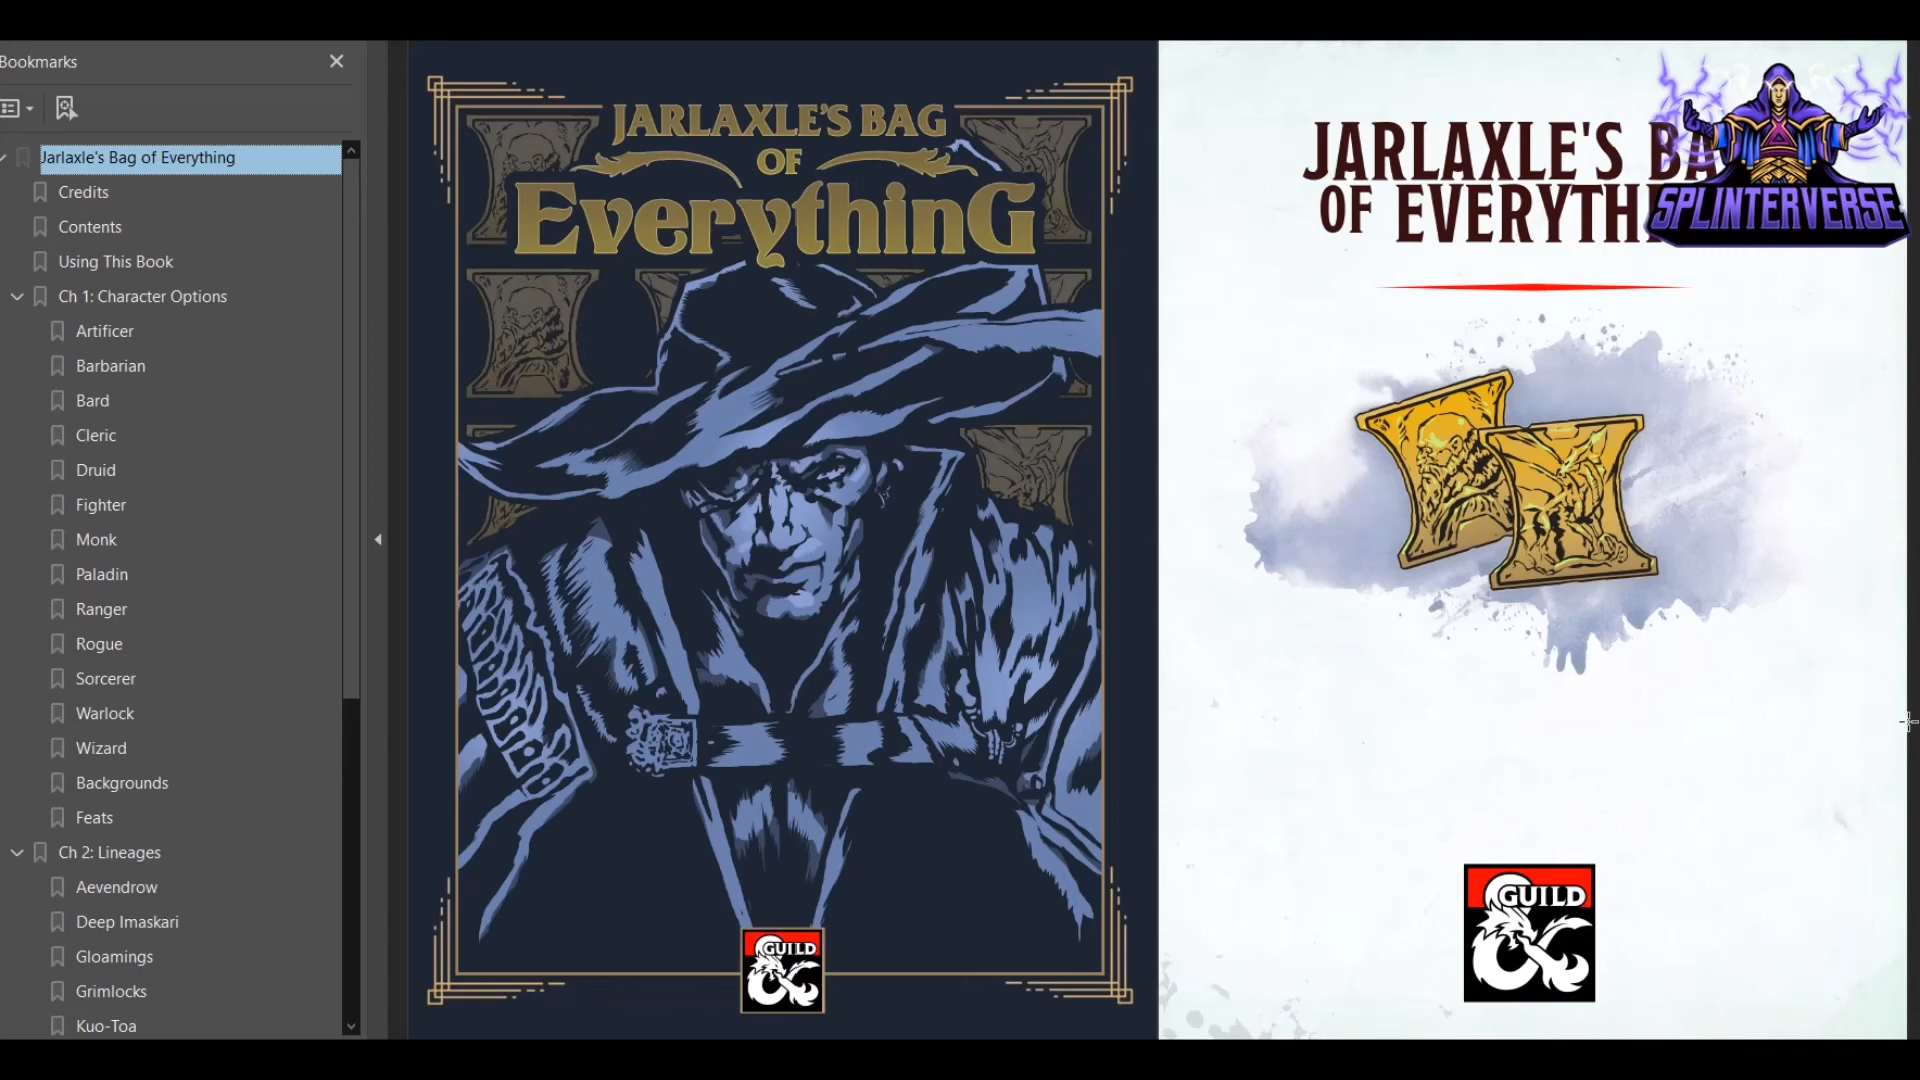 Bookmarks
Jarlaxle's Bag of Everything
Credits
Contents
Using This Book
Ch 1: Character Options
Artificer
Barbarian
Bard
Cleric
Druid
Fighter
Monk
Paladin
Ranger
Rogue
Sorcerer
Warlock
Wizard
Backgrounds
Feats
Ch 2: Lineages
Aevendrow
Deep Imaskari
Gloamings
Grimlocks
Kuo-Toa
JARLAXLE'S BAG
OF
EverythinG
GUILD
JARLAXLE'S BA
OF EVERYTHI
SPLINTERVERSE
GUILD